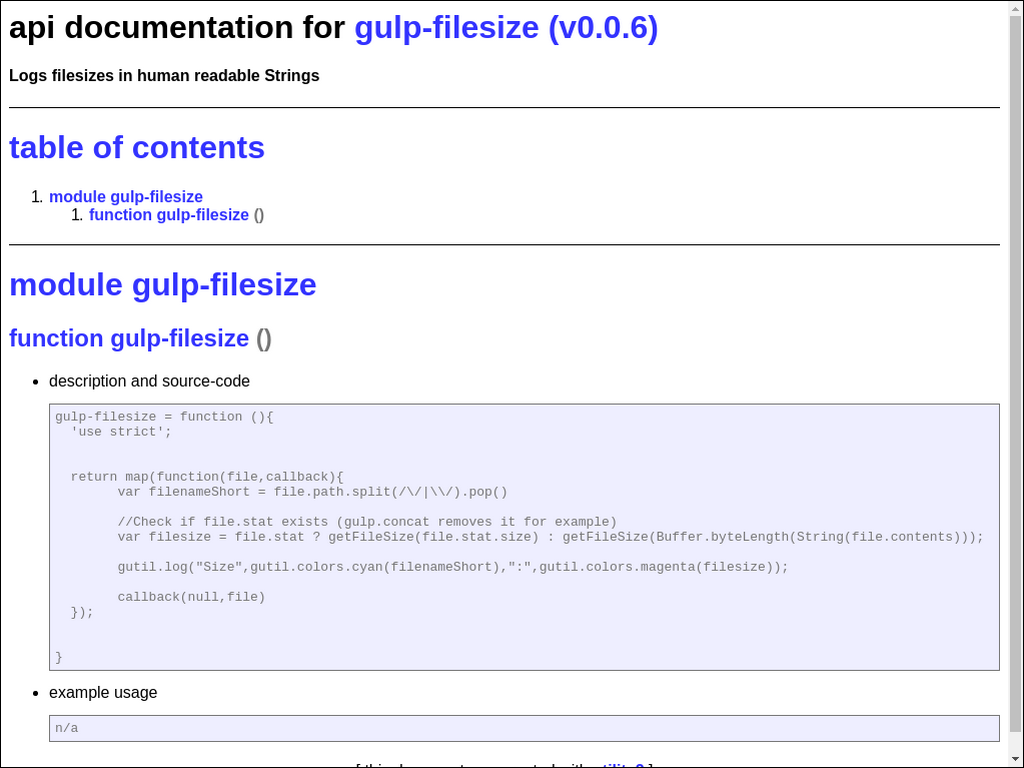 api documentation for gulp-filesize (v0.0.6)
Logs filesizes in human readable Strings
table of contents
1. module gulp-filesize
1. function gulp-filesize ()
module gulp-filesize
function gulp-filesize ()
• description and source-code
gulp-filesize = function (){
  'use strict';
  return map(function(file,callback){
        var filenameShort = file.path.split(/\/|\\/).pop()
        //Check if file.stat exists (gulp.concat removes it for example)
        var filesize = file.stat ? getFileSize(file.stat.size) : getFileSize(Buffer.byteLength(String(file.contents)));
        gutil.log("Size",gutil.colors.cyan(filenameShort),":",gutil.colors.magenta(filesize));
        callback(null,file)
  });
}
• example usage
n/a